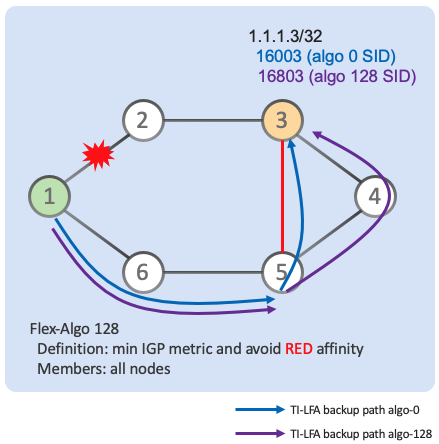 1.1.1.3/32
16003 (algo 0 SID)
16803 (algo 128 SID)
2
3
1
4
6
5
Flex-Algo 128
Definition: min IGP metric and avoid RED affinity
Members: all nodes
TI-LFA backup path algo-0
TI-LFA backup path algo-128